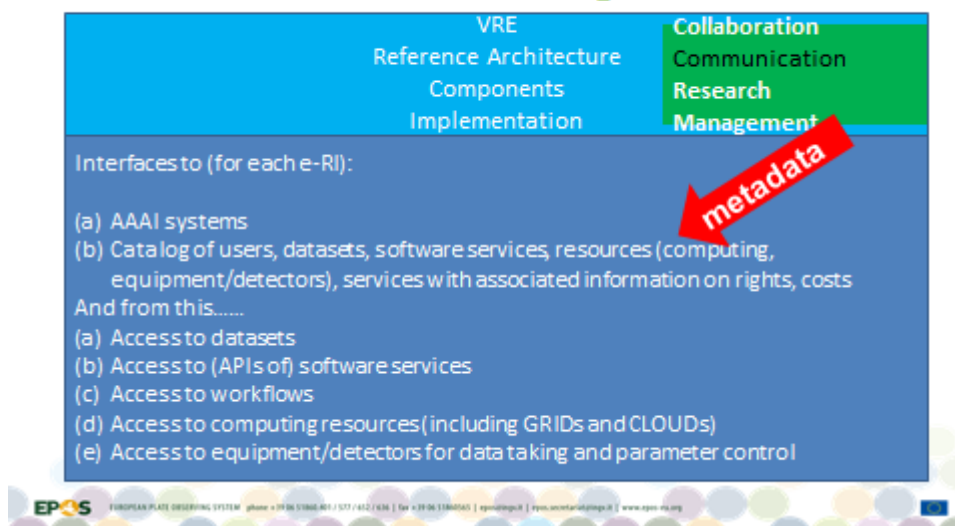 VRE
Reference Architecture
Components
Implementation
Collaboration
Communication
Research
Management
metadata
Interfaces to (for each e-RI):
(a) AAAI systems
(b) Catalog of users, datasets, software services, resources (computing,
equipment/detectors), services with associated information on rights, costs
And from this......
(a) Access to datasets
(b) Access to (APIs of) software services
(c) Access to workflows
(d) Access to computing resources (including GRIDs and CLOUDs)
(e) Access to equipment/detectors for data taking and parameter control
EPOS EUROPEAN PLATE OBSERVING SYSTEM